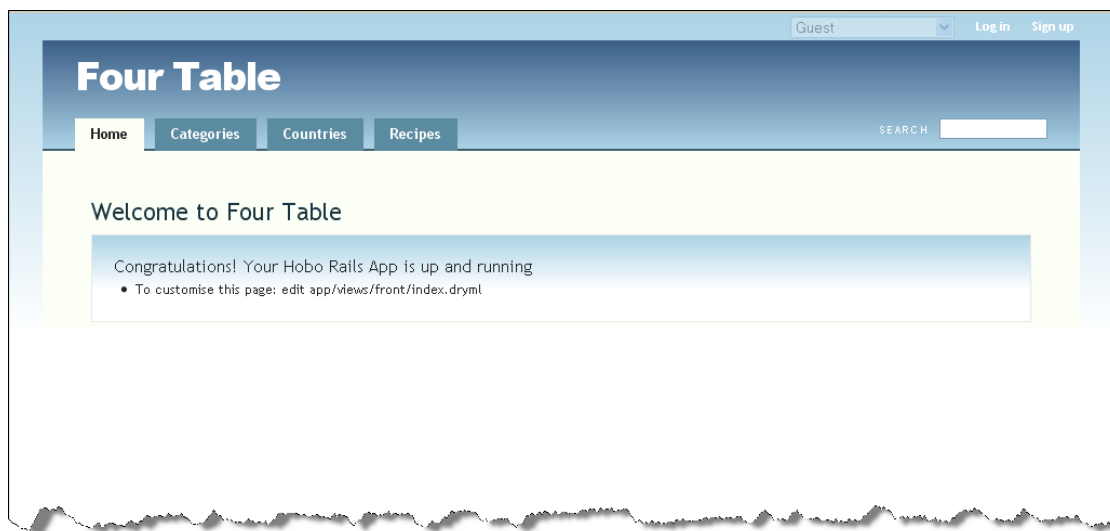 Guest Log in Sign up
Four Table
Home Categories Countries Recipes SEARCH
Welcome to Four Table
Congratulations! Your Hobo Rails App is up and running
• To customise this page: edit app/views/front/index.dryml